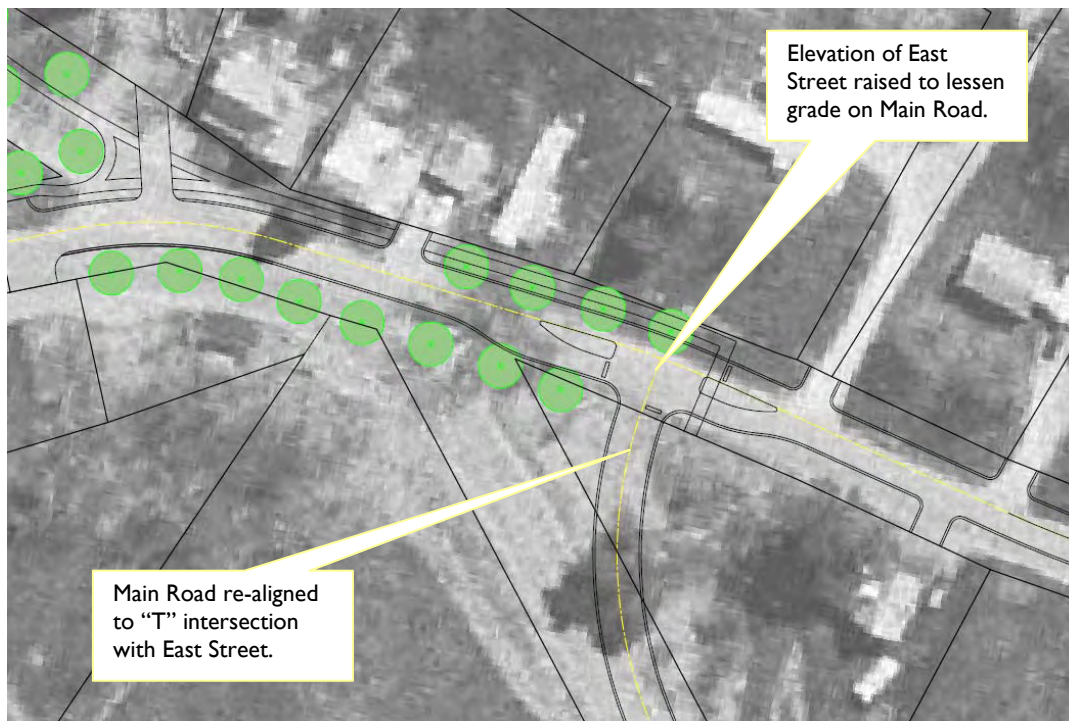 Elevation of East
Street raised to lessen
grade on Main Road.
Main Road re-aligned
to “T” intersection
with East Street.